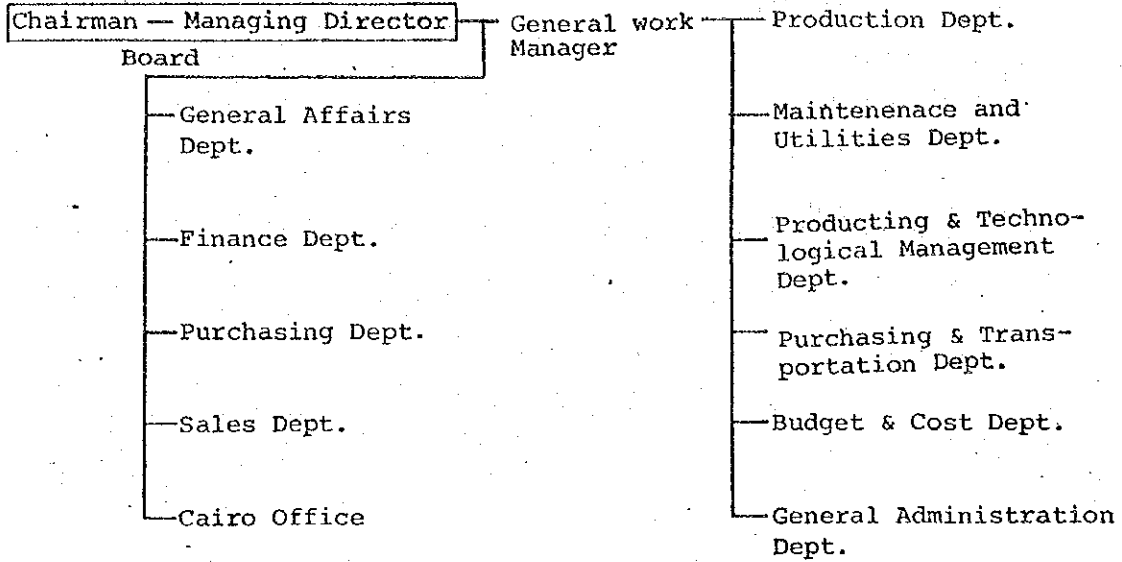 Chairman — Managing Director
Board
General work
Manager
General Affairs
Dept.
Finance Dept.
Purchasing Dept.
Sales Dept.
Cairo Office
Production Dept.
Maintenenace and
Utilities Dept.
Producting & Techno-
logical Management
Dept.
Purchasing & Trans-
portation Dept.
Budget & Cost Dept.
General Administration
Dept.